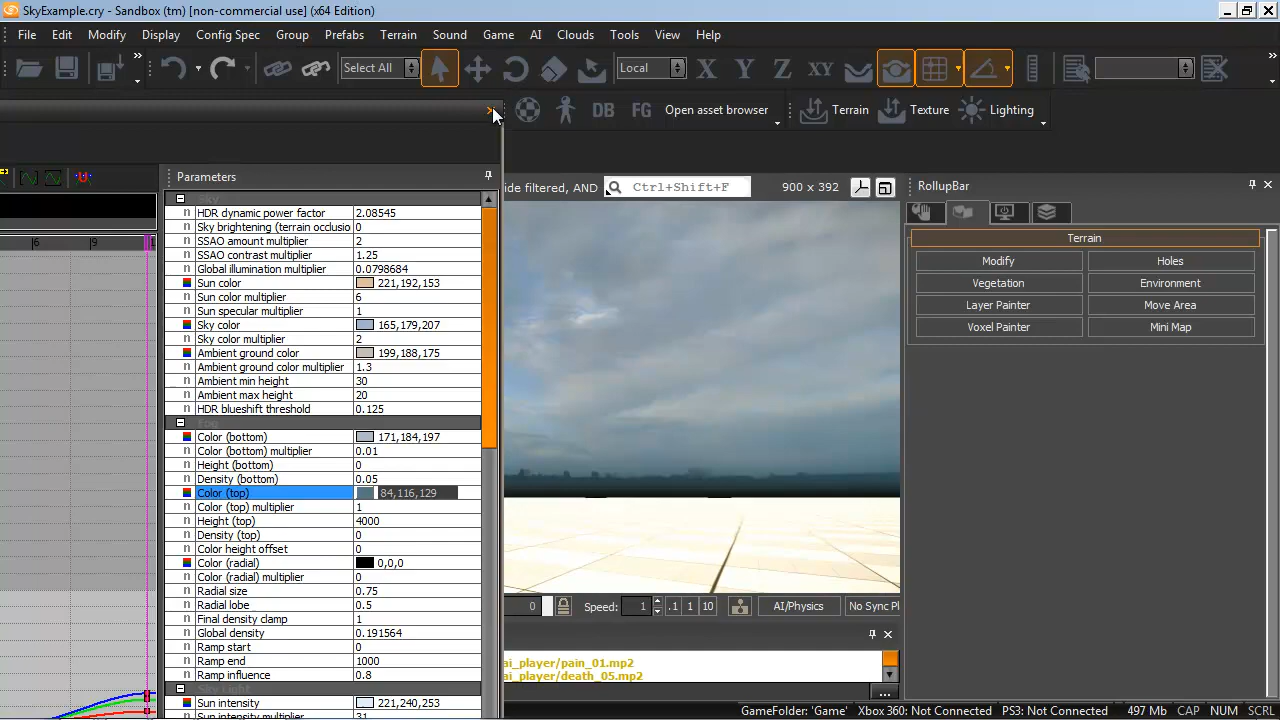 SkyExample.cry - Sandbox (tm) [non-commercial use] (x64 Edition)
File Edit Modify Display Config Spec Group Prefabs Terrain Sound Game AI Clouds Tools View Help
Select All Local X Y Z XY
DB FG Open asset browser Terrain Texture Lighting
Parameters
ide filtered, AND Ctrl+Shift+F 900 x 392
RollupBar
Terrain
Modify Holes
Vegetation Environment
Layer Painter Move Area
Voxel Painter Mini Map
6 9 1
Sky
HDR dynamic power factor 2.08545
Sky brightening (terrain occlusio 0
SSAO amount multiplier 2
SSAO contrast multiplier 1.25
Global illumination multiplier 0.0798684
Sun color 221,192,153
Sun color multiplier 6
Sun specular multiplier 1
Sky color 165,179,207
Sky color multiplier 2
Ambient ground color 199,188,175
Ambient ground color multiplier 1.3
Ambient min height 30
Ambient max height 20
HDR blueshift threshold 0.125
Fog
Color (bottom) 171,184,197
Color (bottom) multiplier 0.01
Height (bottom) 0
Density (bottom) 0.05
Color (top) 84,116,129
Color (top) multiplier 1
Height (top) 4000
Density (top) 0
Color height offset 0
Color (radial) 0,0,0
Color (radial) multiplier 0
Radial size 0.75
Radial lobe 0.5
Final density clamp 1
Global density 0.191564
Ramp start 0
Ramp end 1000
Ramp influence 0.8
Sky Light
Sun intensity 221,240,253
Sun intensity multiplier 31
0 Speed: 1 .1 1 10 AI/Physics No Sync Pl
ai_player/pain_01.mp2
ai_player/death_05.mp2
...
GameFolder: 'Game' Xbox 360: Not Connected PS3: Not Connected 497 Mb CAP NUM SCRL